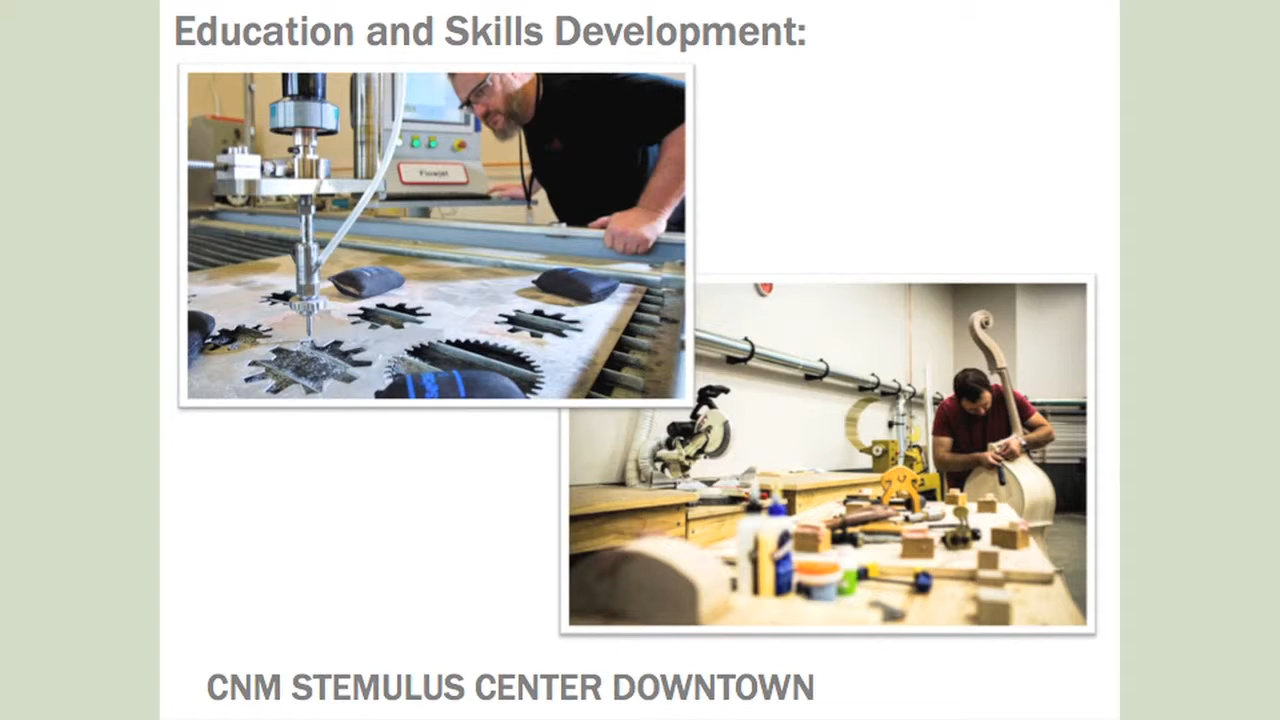 Education and Skills Development:
Flowjet
CNM STEMULUS CENTER DOWNTOWN